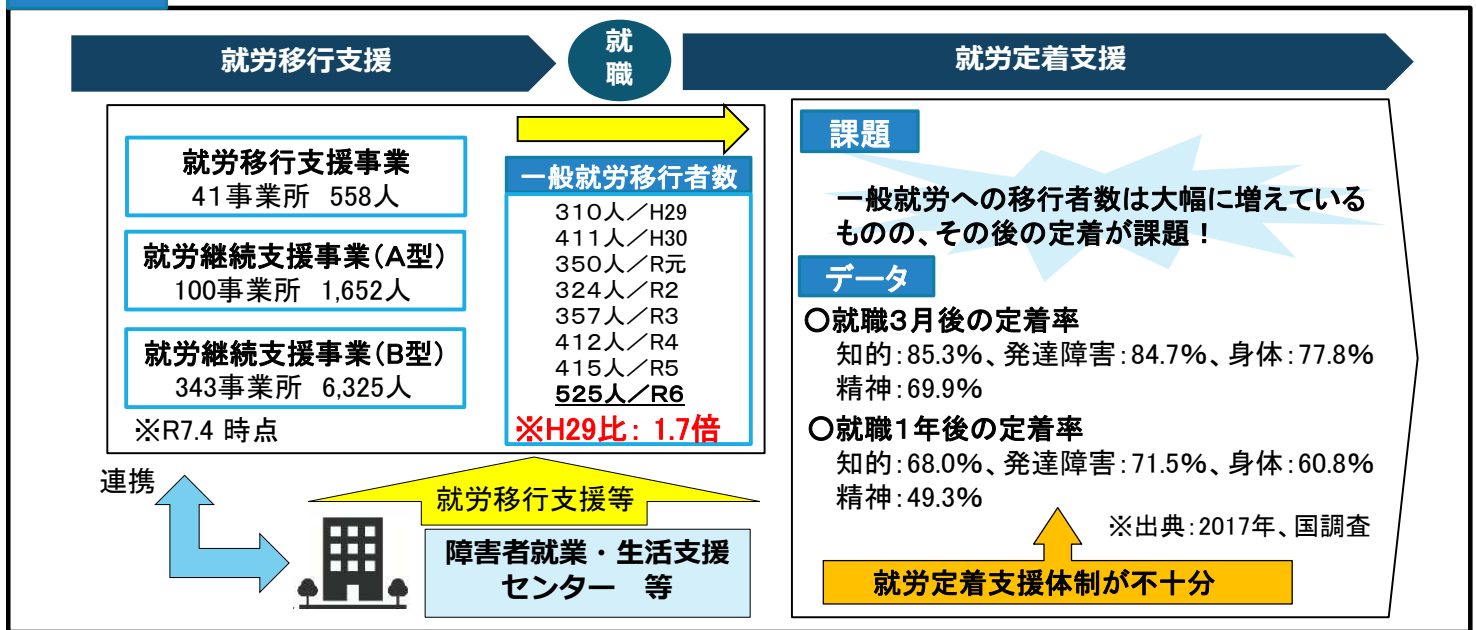 就労移行支援
就
職
就労定着支援
就労移行支援事業
41事業所 558人
就労継続支援事業(A型)
100事業所 1,652人
就労継続支援事業(B型)
343事業所 6,325人
※R7.4 時点
一般就労移行者数
310人／H29
411人／H30
350人／R元
324人／R2
357人／R3
412人／R4
415人／R5
525人／R6
※H29比： 1.7倍
連携
就労移行支援等
障害者就業・生活支援
センター 等
課題
一般就労への移行者数は大幅に増えている
ものの、その後の定着が課題！
データ
〇就職3月後の定着率
知的：85.3%、発達障害：84.7%、身体：77.8%
精神：69.9%
〇就職1年後の定着率
知的：68.0%、発達障害：71.5%、身体：60.8%
精神：49.3%
※出典：2017年、国調査
就労定着支援体制が不十分